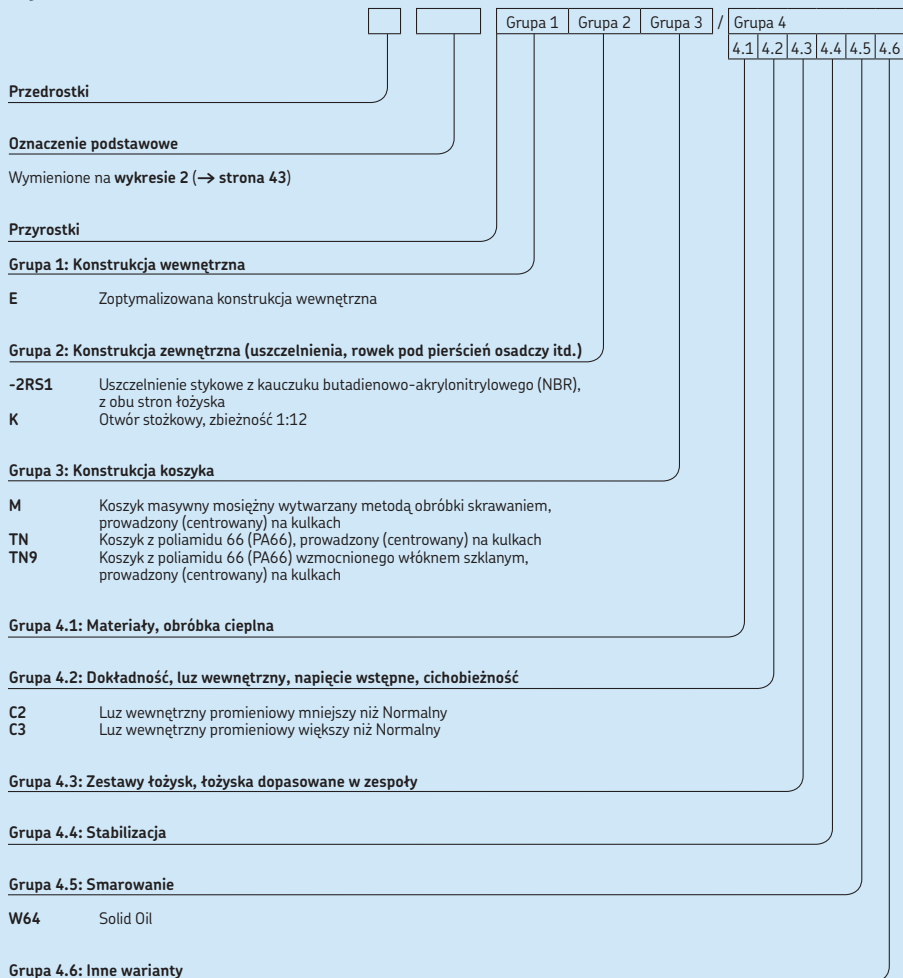 Grupa 1 Grupa 2 Grupa 3 / Grupa 4
4.1 4.2 4.3 4.4 4.5 4.6
Przedrostki
Oznaczenie podstawowe
Wymienione na wykresie 2 (→ strona 43)
Przyrostki
Grupa 1: Konstrukcja wewnętrzna
E Zoptymalizowana konstrukcja wewnętrzna
Grupa 2: Konstrukcja zewnętrzna (uszczelnienia, rowek pod pierścień osadczy itd.)
-2RS1 Uszczelnienie stykowe z kauczuku butadienowo-akrylonitrylowego (NBR),
z obu stron łożyska
K Otwór stożkowy, zbieżność 1:12
Grupa 3: Konstrukcja koszyka
M Koszyk masywny mosiężny wytwarzany metodą obróbki skrawaniem,
prowadzony (centrowany) na kulkach
TN Koszyk z poliamidu 66 (PA66), prowadzony (centrowany) na kulkach
TN9 Koszyk z poliamidu 66 (PA66) wzmocnionego włóknem szklanym,
prowadzony (centrowany) na kulkach
Grupa 4.1: Materiały, obróbka cieplna
Grupa 4.2: Dokładność, luz wewnętrzny, napięcie wstępne, cichobieżność
C2 Luz wewnętrzny promieniowy mniejszy niż Normalny
C3 Luz wewnętrzny promieniowy większy niż Normalny
Grupa 4.3: Zestawy łożysk, łożyska dopasowane w zespoły
Grupa 4.4: Stabilizacja
Grupa 4.5: Smarowanie
W64 Solid Oil
Grupa 4.6: Inne warianty